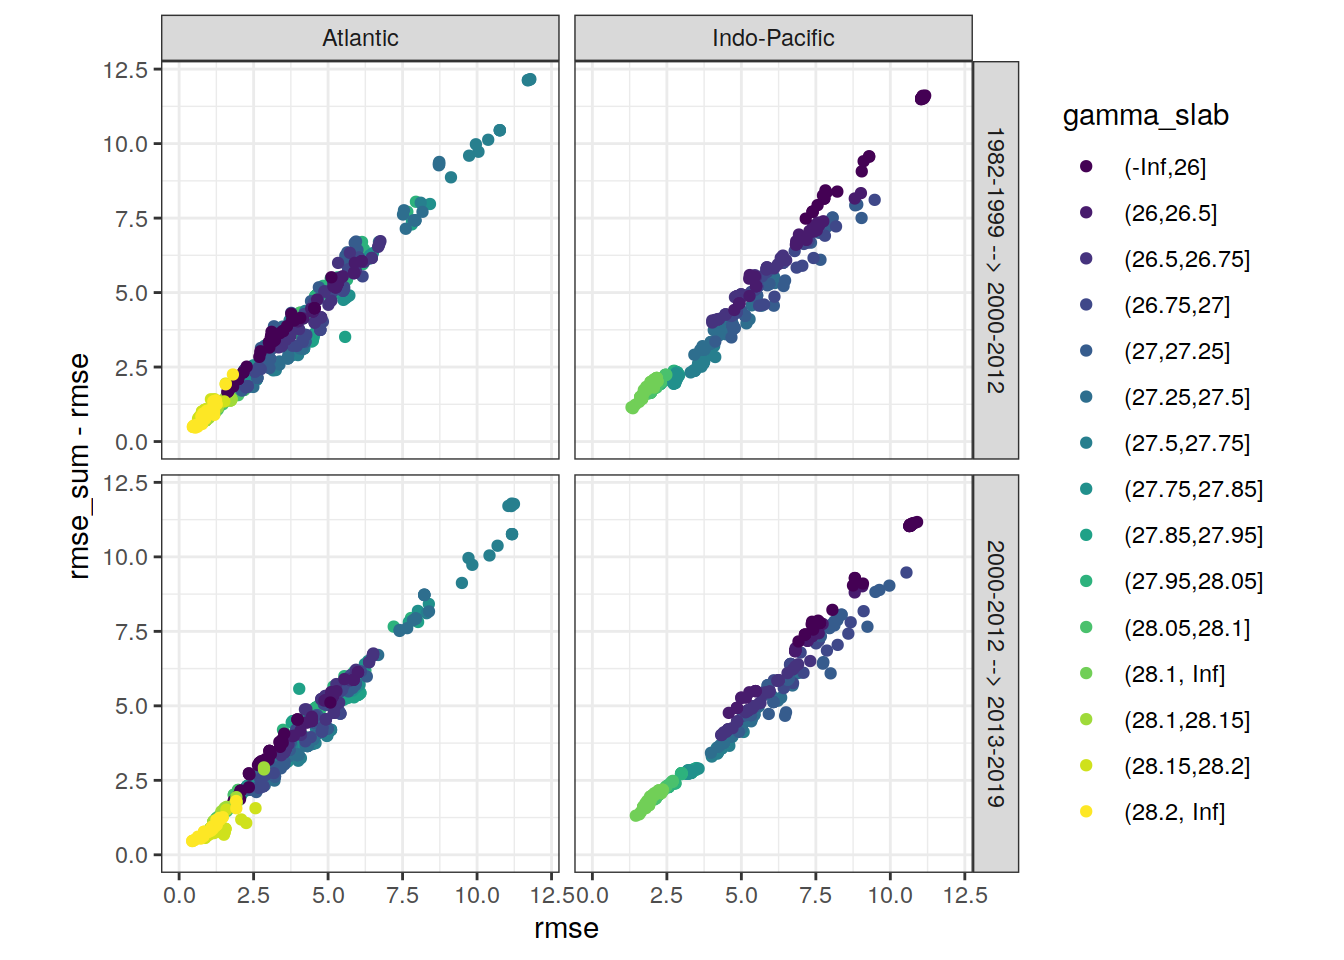 Atlantic
Indo-Pacific
12.5
10.0
7.5
5.0
2.5
0.0
1982-1999 --> 2000-2012
12.5
10.0
7.5
5.0
2.5
0.0
2000-2012 --> 2013-2019
0.0 2.5 5.0 7.5 10.0 12.5
0.0 2.5 5.0 7.5 10.0 12.5
rmse
rmse_sum - rmse
gamma_slab
(-Inf,26]
(26,26.5]
(26.5,26.75]
(26.75,27]
(27,27.25]
(27.25,27.5]
(27.5,27.75]
(27.75,27.85]
(27.85,27.95]
(27.95,28.05]
(28.05,28.1]
(28.1, Inf]
(28.1,28.15]
(28.15,28.2]
(28.2, Inf]